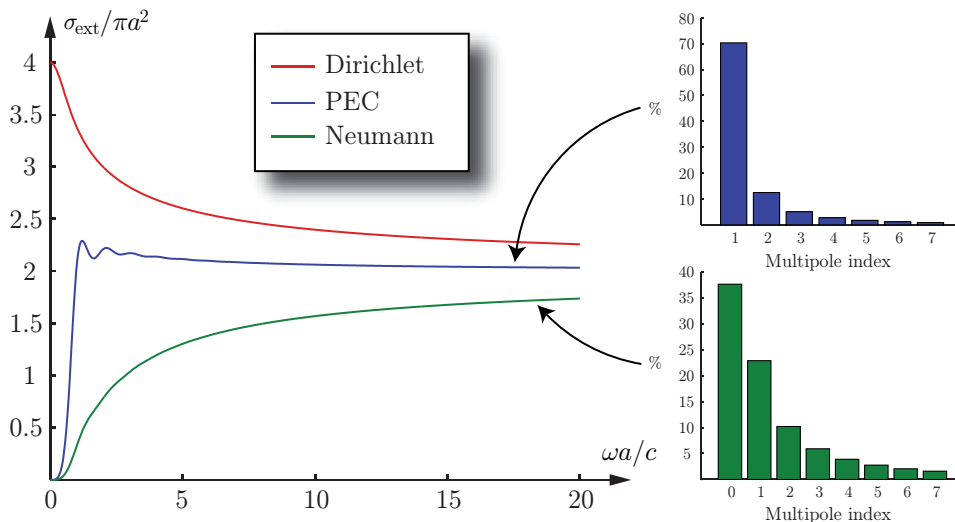 σext/πa²
4
3.5
3
2.5
2
1.5
1
0.5
0 5 10 15 20
ωa/c
Dirichlet
PEC
Neumann
%
80
70
60
50
40
30
20
10
1 2 3 4 5 6 7
Multipole index
%
40
35
30
25
20
15
10
5
0 1 2 3 4 5 6 7
Multipole index